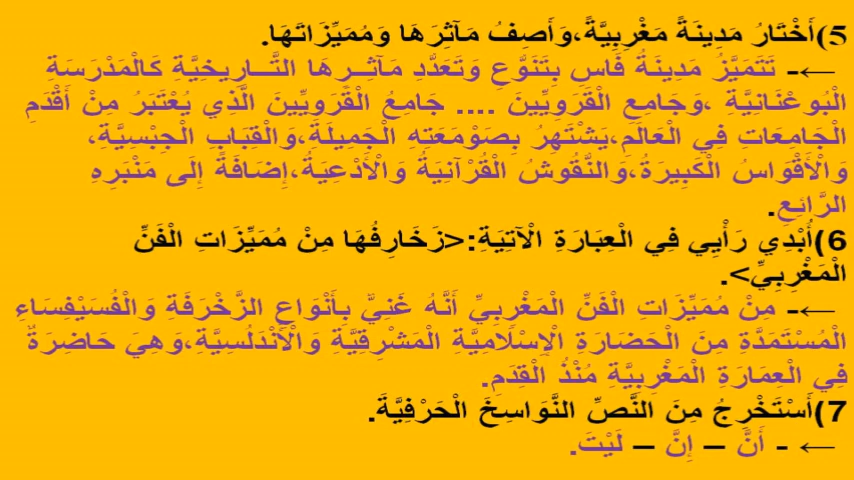 5)أَخْتَارُ مَدِينَةً مَغْرِبِيَّةً،وَأَصِفُ مَآثِرَهَا وَمُمَيِّزَاتَهَا.
←- تَتَمَيَّزُ مَدِينَةُ فَاس بِتَنَوُّعِ وَتَعَدُّدِ مَآثِــرِهَا التَّــارِيخِيَّةِ كَالْمَدْرَسَةِ
الْبُوعْنَانِيَّةِ ،وَجَامِعِ الْقَرَوِيِّينَ .... جَامِعُ الْقَرَوِيِّينَ الَّذِي يُعْتَبَرُ مِنْ أَقْدَمِ
الْجَامِعَاتِ فِي الْعَالَمِ،يَشْتَهِرُ بِصَوْمَعَتِهِ الْجَمِيلَةِ،وَالْقِبَابِ الْجِبْسِيَّةِ،
وَالْأَقْوَاسُ الْكَبِيرَةُ،وَالنُّقُوشُ الْقُرْآنِيَةُ وَالْأَدْعِيَةُ،إِضَافَةً إِلَى مَنْبَرِهِ
الرَّائِعِ.
6)أُبْدِي رَأْيِي فِي الْعِبَارَةِ الْآتِيَةِ:<زَخَارِفُهَا مِنْ مُمَيِّزَاتِ الْفَنِّ
الْمَغْرِبِيِّ>.
←- مِنْ مُمَيِّزَاتِ الْفَنِّ الْمَغْرِبِيِّ أَنَّهُ غَنِيٌّ بِأَنْوَاعِ الزَّخْرَفَةِ وَالْفُسَيْفِسَاءِ
الْمُسْتَمَدَّةِ مِنَ الْحَضَارَةِ الْإِسْلَامِيَّةِ الْمَشْرِقِيَّةِ وَالْأَنْدَلُسِيَّةِ،وَهِيَ حَاضِرَةٌ
فِي الْعِمَارَةِ الْمَغْرِبِيَّةِ مُنْذُ الْقِدَمِ.
7)أَسْتَخْرِجُ مِنَ النَّصِّ النَّوَاسِخَ الْحَرْفِيَّةَ.
← - أَنَّ – إِنَّ – لَيْتَ.